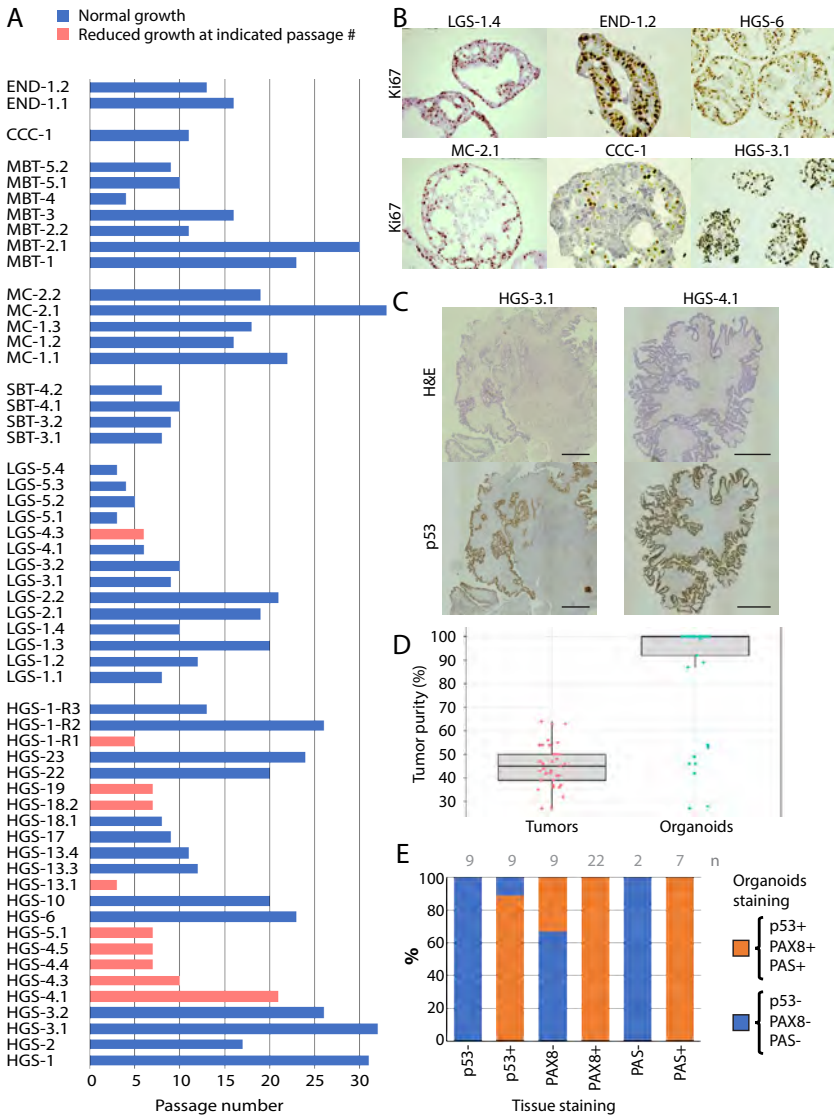 A
Normal growth
Reduced growth at indicated passage #
END-1.2
END-1.1
CCC-1
MBT-5.2
MBT-5.1
MBT-4
MBT-3
MBT-2.2
MBT-2.1
MBT-1
MC-2.2
MC-2.1
MC-1.3
MC-1.2
MC-1.1
SBT-4.2
SBT-4.1
SBT-3.2
SBT-3.1
LGS-5.4
LGS-5.3
LGS-5.2
LGS-5.1
LGS-4.3
LGS-4.1
LGS-3.2
LGS-3.1
LGS-2.2
LGS-2.1
LGS-1.4
LGS-1.3
LGS-1.2
LGS-1.1
HGS-1-R3
HGS-1-R2
HGS-1-R1
HGS-23
HGS-22
HGS-19
HGS-18.2
HGS-18.1
HGS-17
HGS-13.4
HGS-13.3
HGS-13.1
HGS-10
HGS-6
HGS-5.1
HGS-4.5
HGS-4.4
HGS-4.3
HGS-4.1
HGS-3.2
HGS-3.1
HGS-2
HGS-1
0 5 10 15 20 25 30
Passage number
B
LGS-1.4 END-1.2 HGS-6
Ki67
MC-2.1 CCC-1 HGS-3.1
Ki67
C
HGS-3.1 HGS-4.1
H&E
p53
D
Tumor purity (%)
100
90
80
70
60
50
40
30
Tumors Organoids
E
9 9 9 22 2 7 n
%
100
80
60
40
20
0
p53- p53+ PAX8- PAX8+ PAS- PAS+
Tissue staining
Organoids
staining
p53+
PAX8+
PAS+
p53-
PAX8-
PAS-